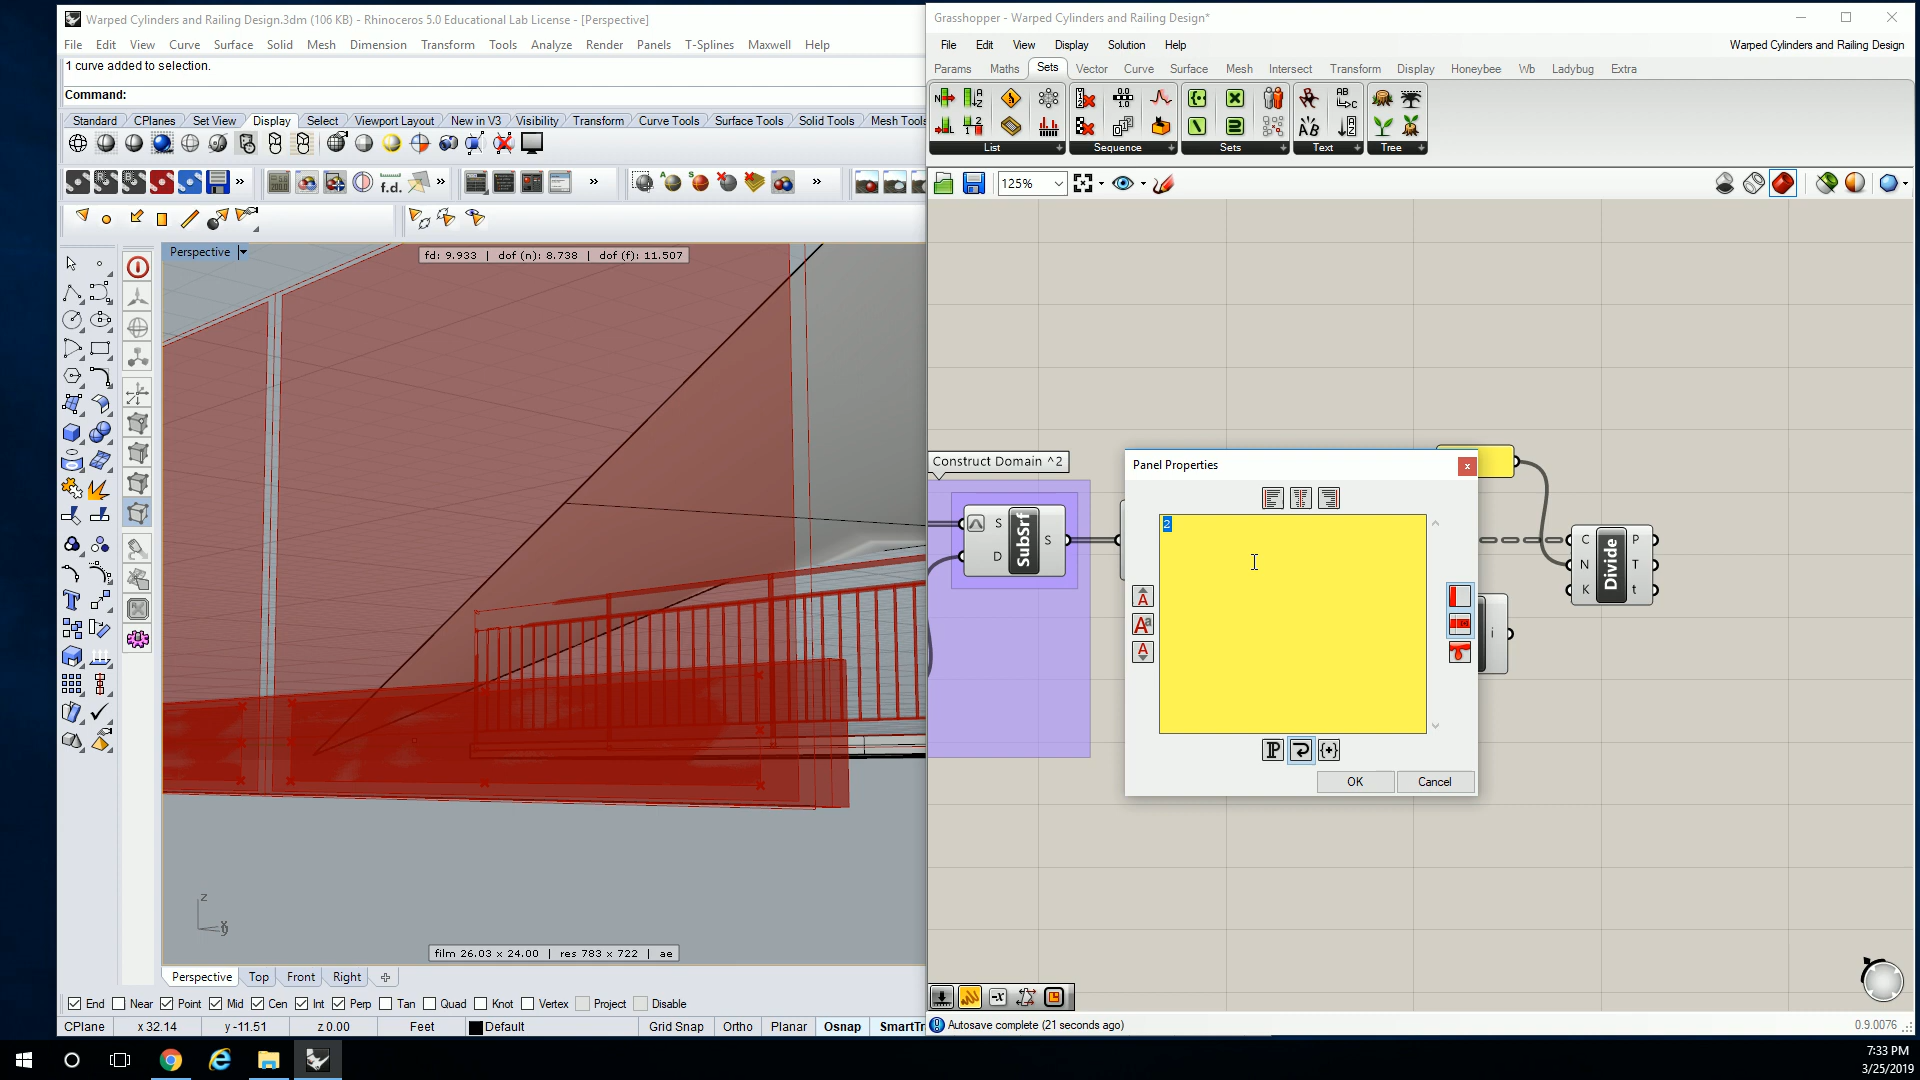 Warped Cylinders and Railing Design.3dm (106 KB) - Rhinoceros 5.0 Educational Lab License - [Perspective]
File Edit View Curve Surface Solid Mesh Dimension Transform Tools Analyze Render Panels T-Splines Maxwell Help
1 curve added to selection.
Command:
Standard CPlanes Set View Display Select Viewport Layout New in V3 Visibility Transform Curve Tools Surface Tools Solid Tools Mesh Tools
f.d.
Perspective
fd: 9.933 | dof (n): 8.738 | dof (f): 11.507
z
film 26.03 x 24.00 | res 783 x 722 | ae
Perspective Top Front Right
End Near Point Mid Cen Int Perp Tan Quad Knot Vertex Project Disable
CPlane x 32.14 y -11.51 z 0.00 Feet Default Grid Snap Ortho Planar Osnap SmartTr
Grasshopper - Warped Cylinders and Railing Design*
File Edit View Display Solution Help Warped Cylinders and Railing Design
Params Maths Sets Vector Curve Surface Mesh Intersect Transform Display Honeybee Wb Ladybug Extra
List Sequence Sets Text Tree
125%
Construct Domain ^2
S D SubSrf S
Panel Properties
2
OK Cancel
C N K Divide P T t
i
Autosave complete (21 seconds ago) 0.9.0076
7:33 PM
3/25/2019